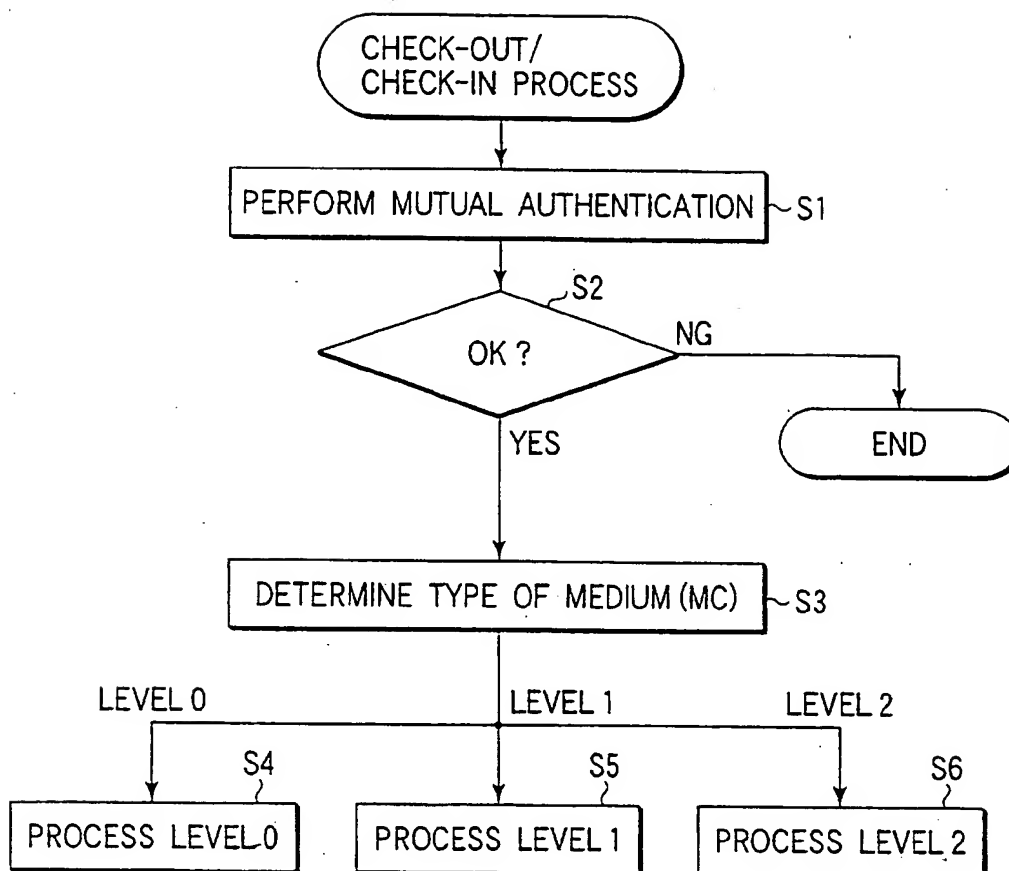 CHECK-OUT/
CHECK-IN PROCESS
PERFORM MUTUAL AUTHENTICATION
S1
S2
OK ?
NG
END
YES
DETERMINE TYPE OF MEDIUM (MC)
S3
LEVEL 0
LEVEL 1
LEVEL 2
S4
S5
S6
PROCESS LEVEL 0
PROCESS LEVEL 1
PROCESS LEVEL 2